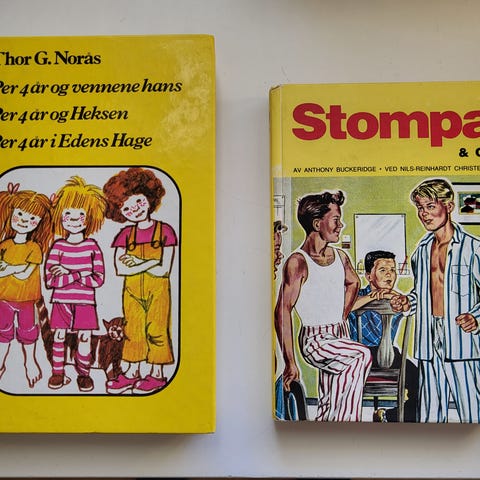 Thor G. Norås
Per 4 år og vennene hans
Per 4 år og Heksen
Per 4 år i Edens Hage
Stompa
&
AV ANTHONY BUCKERIDGE • VED NILS-REINHARDT CHRISTE